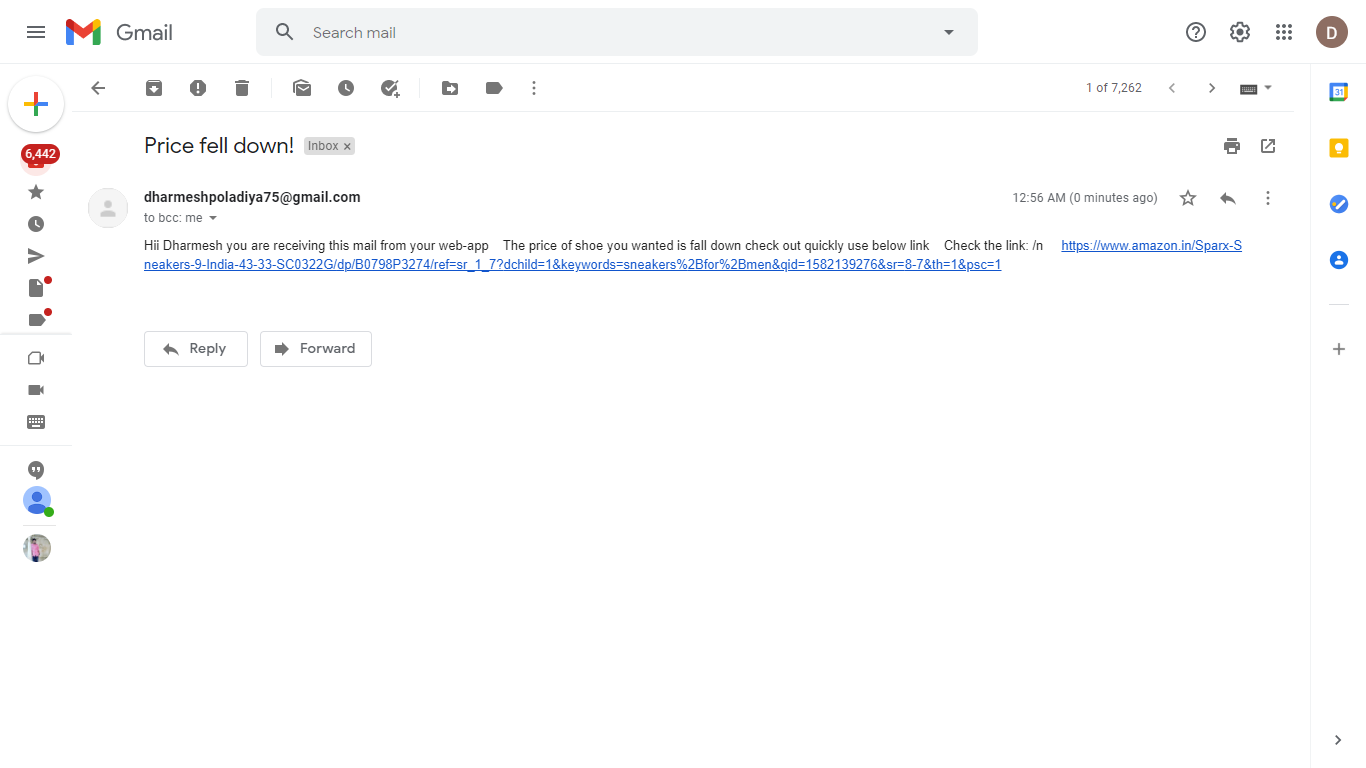 Gmail
Search mail
D
1 of 7,262
6,442
Price fell down!
Inbox ×
dharmeshpoladiya75@gmail.com
12:56 AM (0 minutes ago)
to bcc: me
Hii Dharmesh you are receiving this mail from your web-app The price of shoe you wanted is fall down check out quickly use below link Check the link: /n https://www.amazon.in/Sparx-S
neakers-9-India-43-33-SC0322G/dp/B0798P3274/ref=sr_1_7?dchild=1&keywords=sneakers%2Bfor%2Bmen&qid=1582139276&sr=8-7&th=1&psc=1
Reply
Forward
31